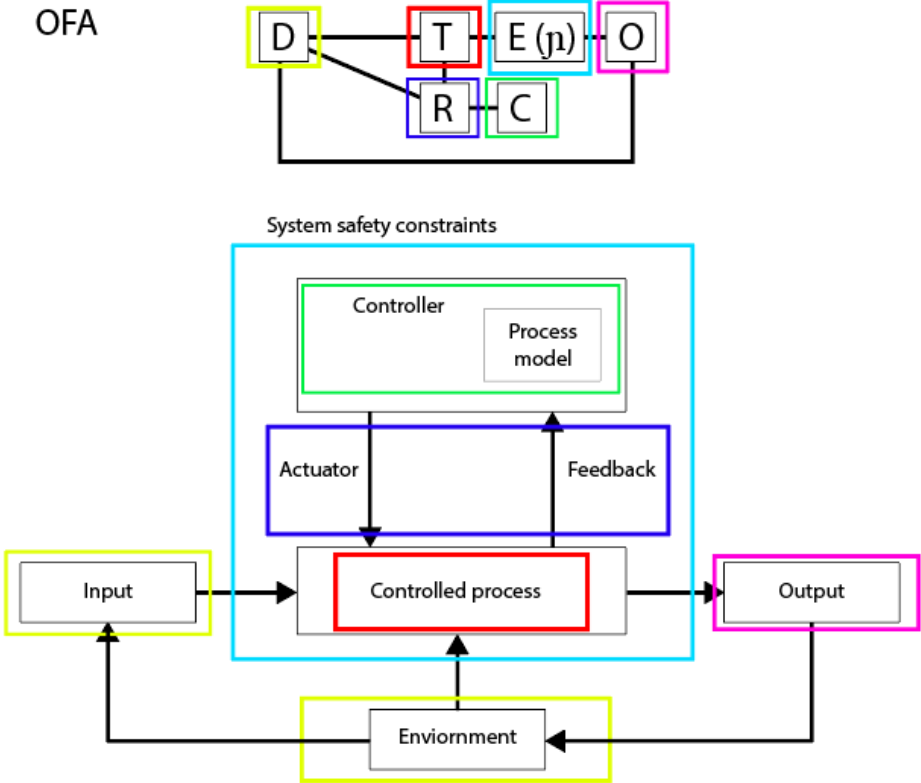 OFA
D T E (ɲ) O
R C
System safety constraints
Controller
Process
model
Actuator
Feedback
Input
Controlled process
Output
Enviornment